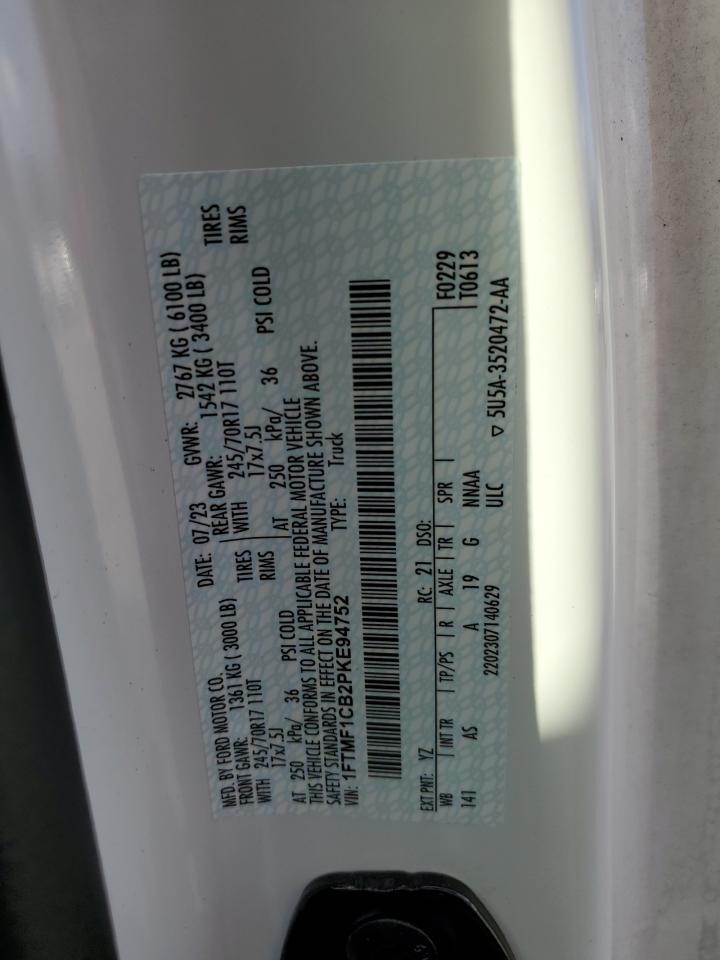 MFD. BY FORD MOTOR CO. DATE: 07/23 GVWR: 2767 KG ( 6100 LB)
FRONT GAWR: 1361 KG ( 3000 LB) REAR GAWR: 1542 KG ( 3400 LB)
WITH 245/70R17 110T TIRES WITH 245/70R17 110T TIRES
17x7.5J RIMS 17x7.5J RIMS
AT 250 kPa/ 36 PSI COLD AT 250 kPa/ 36 PSI COLD
THIS VEHICLE CONFORMS TO ALL APPLICABLE FEDERAL MOTOR VEHICLE
SAFETY STANDARDS IN EFFECT ON THE DATE OF MANUFACTURE SHOWN ABOVE.
VIN: 1FTMF1CB2PKE94752 TYPE: Truck
EXT PNT: YZ RC: 21 DSO: F0229
WB INT TR TP/PS R AXLE TR SPR T0613
141 AS A 19 G NNAA
2202307140629 ULC ▽ 5U5A-3520472-AA